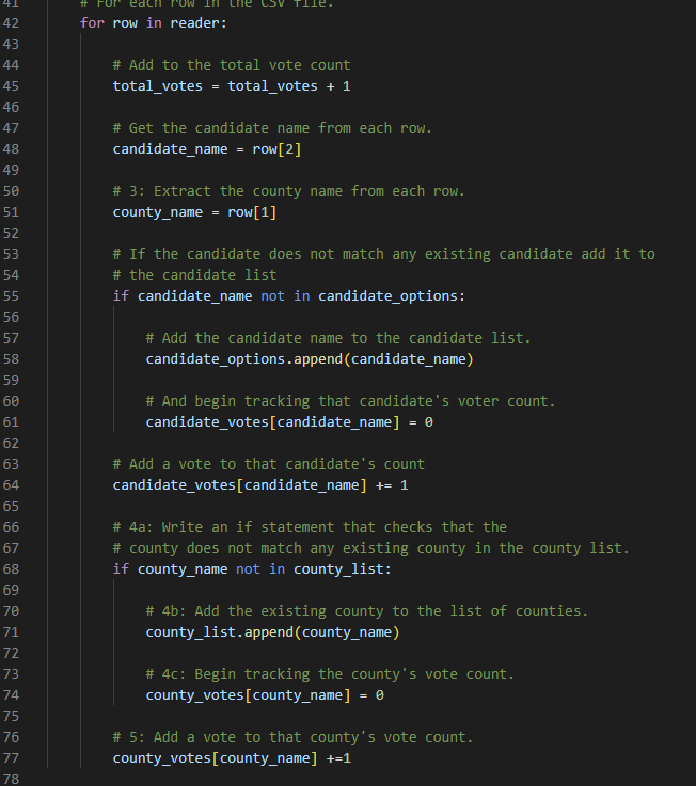 41 # For each row in the CSV file.
42 for row in reader:
43
44 # Add to the total vote count
45 total_votes = total_votes + 1
46
47 # Get the candidate name from each row.
48 candidate_name = row[2]
49
50 # 3: Extract the county name from each row.
51 county_name = row[1]
52
53 # If the candidate does not match any existing candidate add it to
54 # the candidate list
55 if candidate_name not in candidate_options:
56
57 # Add the candidate name to the candidate list.
58 candidate_options.append(candidate_name)
59
60 # And begin tracking that candidate's voter count.
61 candidate_votes[candidate_name] = 0
62
63 # Add a vote to that candidate's count
64 candidate_votes[candidate_name] += 1
65
66 # 4a: Write an if statement that checks that the
67 # county does not match any existing county in the county list.
68 if county_name not in county_list:
69
70 # 4b: Add the existing county to the list of counties.
71 county_list.append(county_name)
72
73 # 4c: Begin tracking the county's vote count.
74 county_votes[county_name] = 0
75
76 # 5: Add a vote to that county's vote count.
77 county_votes[county_name] +=1
78